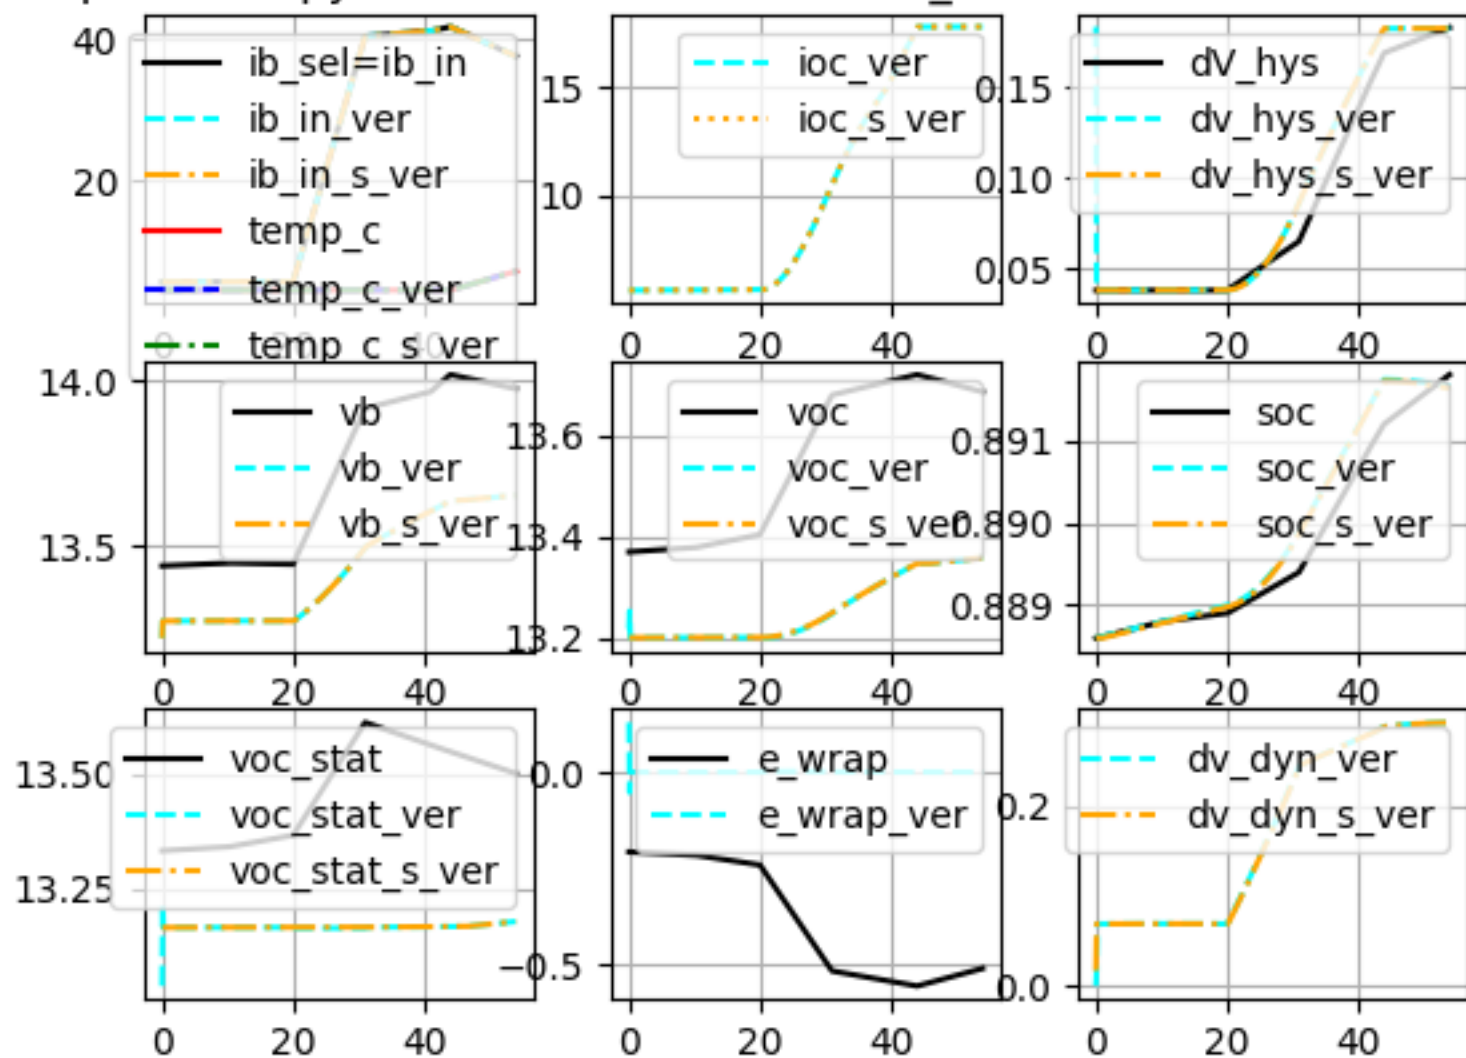 40
20
ib_sel=ib_in
ib_in_ver
ib_in_s_ver
temp_c
temp_c_ver
temp_c_s_ver
0 20 40
15
10
ioc_ver
ioc_s_ver
0 20 40
0.15
0.10
0.05
dV_hys
dv_hys_ver
dv_hys_s_ver
0 20 40
14.0
13.5
vb
vb_ver
vb_s_ver
0 20 40
13.6
13.4
13.2
voc
voc_ver
voc_s_ver
0 20 40
0.891
0.890
0.889
soc
soc_ver
soc_s_ver
0 20 40
13.50
13.25
voc_stat
voc_stat_ver
voc_stat_s_ver
0 20 40
0.0
−0.5
e_wrap
e_wrap_ver
0 20 40
0.2
0.0
dv_dyn_ver
dv_dyn_s_ver
0 20 40